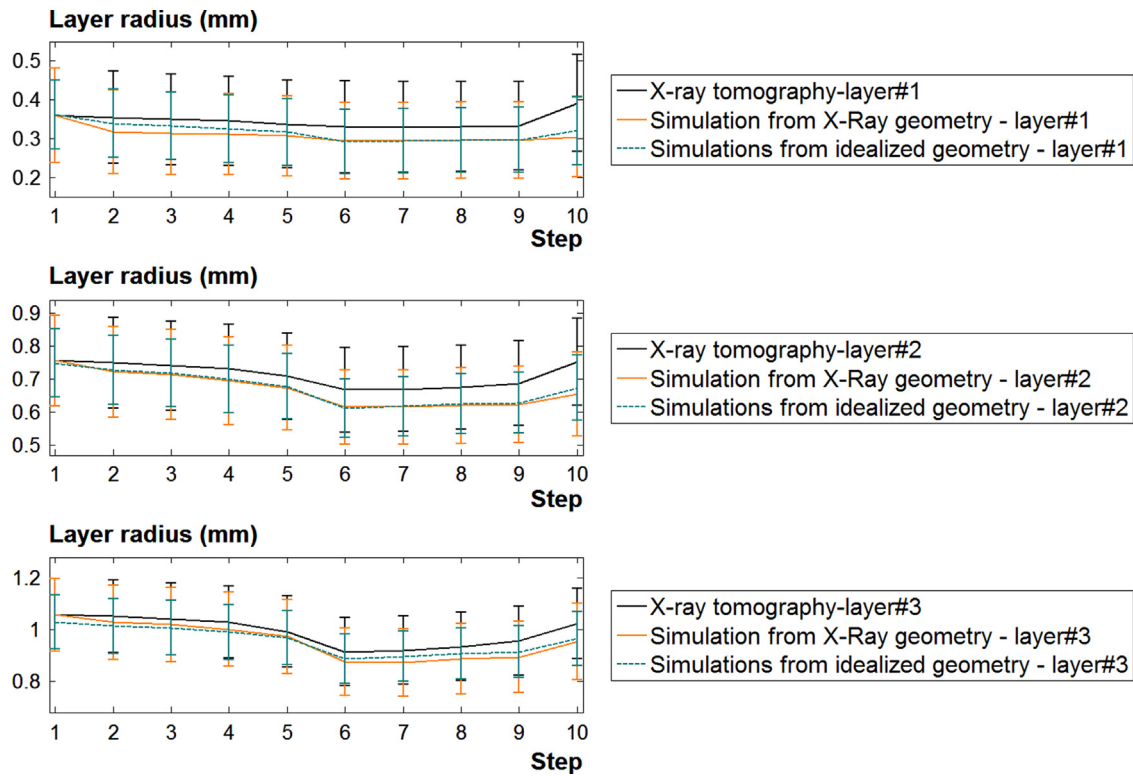 Layer radius (mm)
0.5
0.4
0.3
0.2
1 2 3 4 5 6 7 8 9 10
Step
X-ray tomography-layer#1
Simulation from X-Ray geometry - layer#1
Simulations from idealized geometry - layer#1
Layer radius (mm)
0.9
0.8
0.7
0.6
0.5
1 2 3 4 5 6 7 8 9 10
Step
X-ray tomography-layer#2
Simulation from X-Ray geometry - layer#2
Simulations from idealized geometry - layer#2
Layer radius (mm)
1.2
1
0.8
1 2 3 4 5 6 7 8 9 10
Step
X-ray tomography-layer#3
Simulation from X-Ray geometry - layer#3
Simulations from idealized geometry - layer#3